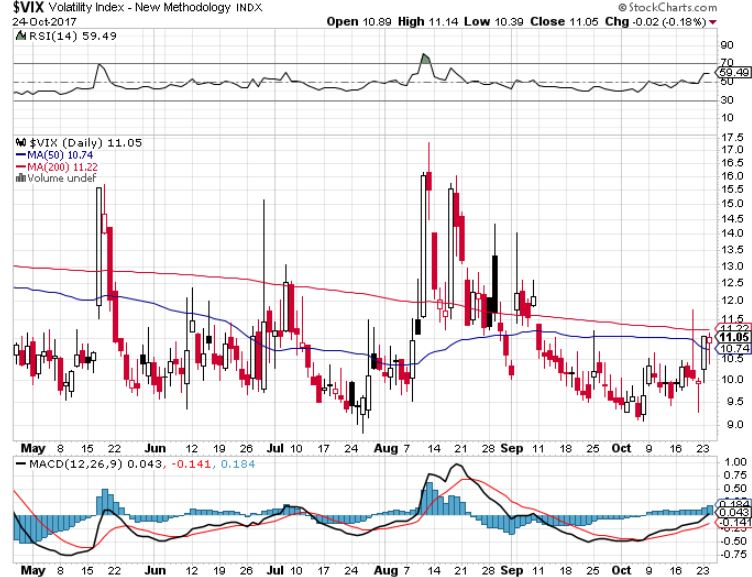 $VIX Volatility Index - New Methodology INDX
© StockCharts.com
24-Oct-2017
Open 10.89 High 11.14 Low 10.39 Close 11.05 Chg -0.02 (-0.18%)
RSI(14) 59.49
90
70
59.49
50
30
10
$VIX (Daily) 11.05
MA(50) 10.74
MA(200) 11.22
Volume undef
17.5
17.0
16.5
16.0
15.5
15.0
14.5
14.0
13.5
13.0
12.5
12.0
11.5
11.22
11.05
10.74
10.5
10.0
9.5
9.0
May 8 15 22 Jun 12 19 26 Jul 10 17 24 Aug 7 14 21 28 Sep 11 18 25 Oct 9 16 23
MACD(12,26,9) 0.043, -0.141, 0.184
1.00
0.75
0.50
0.184
0.043
-0.141
-0.50
-0.75
May 8 15 22 Jun 12 19 26 Jul 10 17 24 Aug 7 14 21 28 Sep 11 18 25 Oct 9 16 23